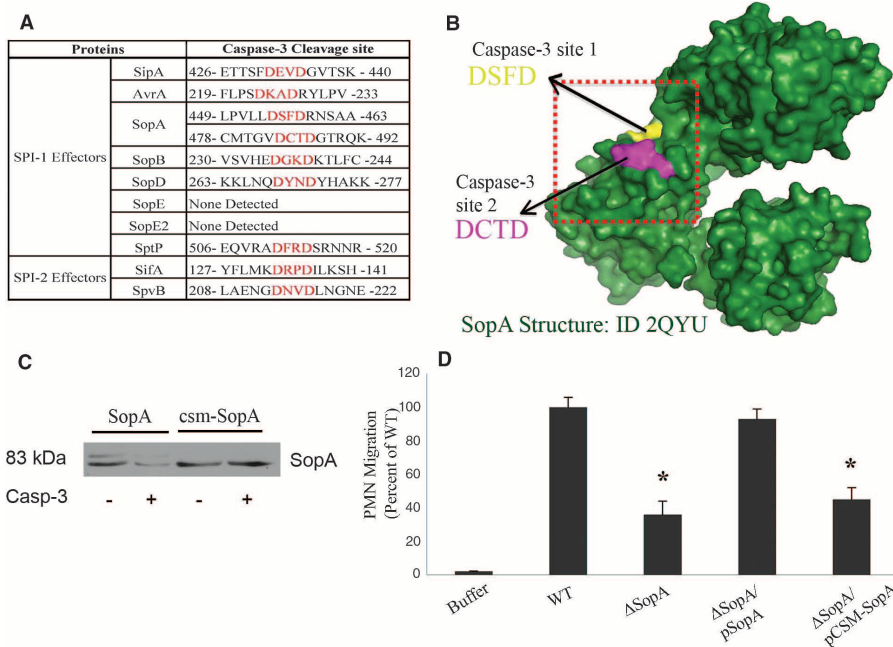 A
Proteins Caspase-3 Cleavage site
SPI-1 Effectors
SipA 426- ETTSFDEVDGVTSK - 440
AvrA 219- FLPSDKADRYLPV -233
SopA 449- LPVLLDSFDRNSAA -463
478- CMTGVDCTDGTRQK- 492
SopB 230- VSVHEDGKDKTLFC -244
SopD 263- KKLNQDYNDYHAKK -277
SopE None Detected
SopE2 None Detected
SptP 506- EQVRADFRDSRNNR - 520
SPI-2 Effectors
SifA 127- YFLMKDRPDILKSH -141
SpvB 208- LAENGDNVDLNGNE -222
B
Caspase-3 site 1
DSFD
Caspase-3
site 2
DCTD
SopA Structure: ID 2QYU
C
SopA csm-SopA
83 kDa SopA
Casp-3 - + - +
D
PMN Migration
(Percent of WT)
120
100
80
60
40
20
0
*
*
Buffer
WT
ΔSopA
ΔSopA/
pSopA
ΔSopA/
pCSM-SopA